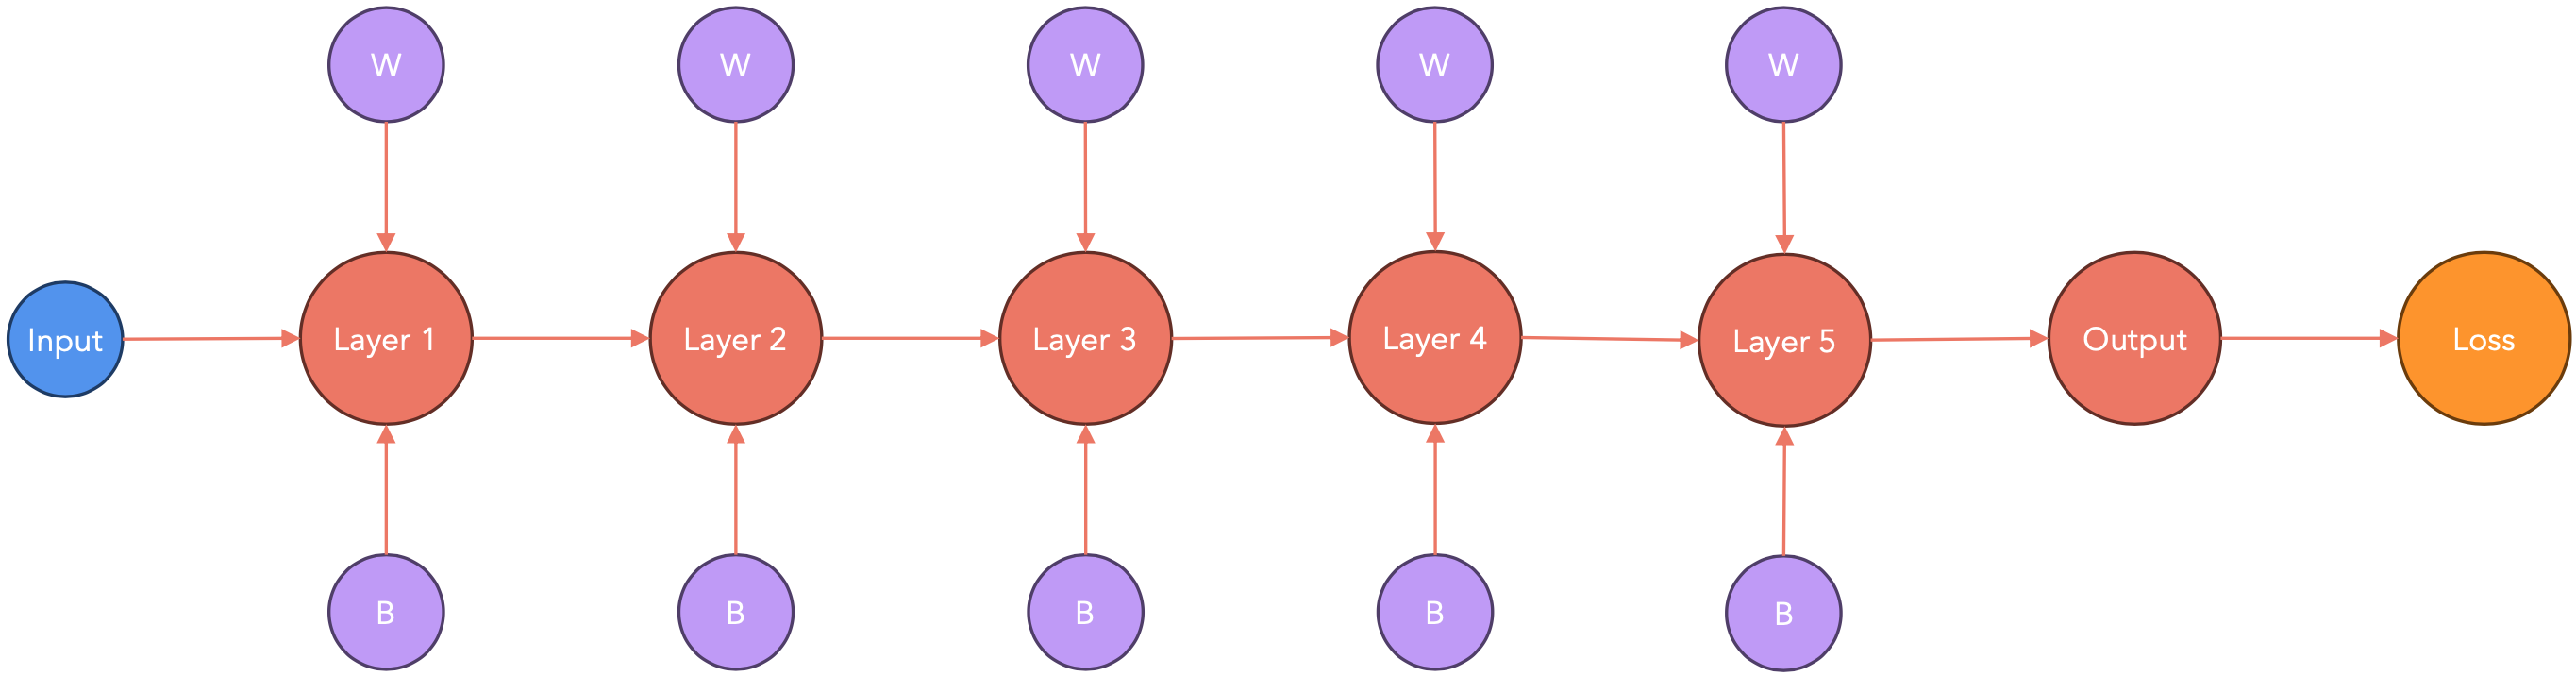 W
W
W
W
W
Input
Layer 1
Layer 2
Layer 3
Layer 4
Layer 5
Output
Loss
B
B
B
B
B